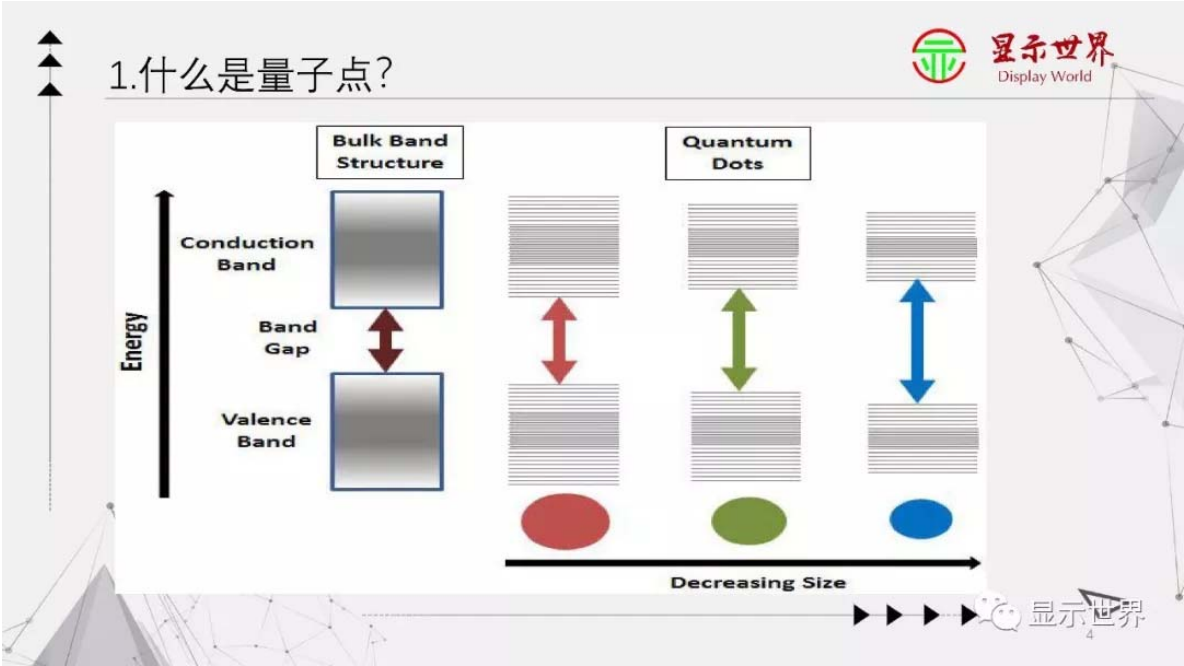 1.什么是量子点?
显示世界
Display World
Bulk Band
Structure
Quantum
Dots
Conduction
Band
Energy
Band
Gap
Valence
Band
Decreasing Size
显示世界
4